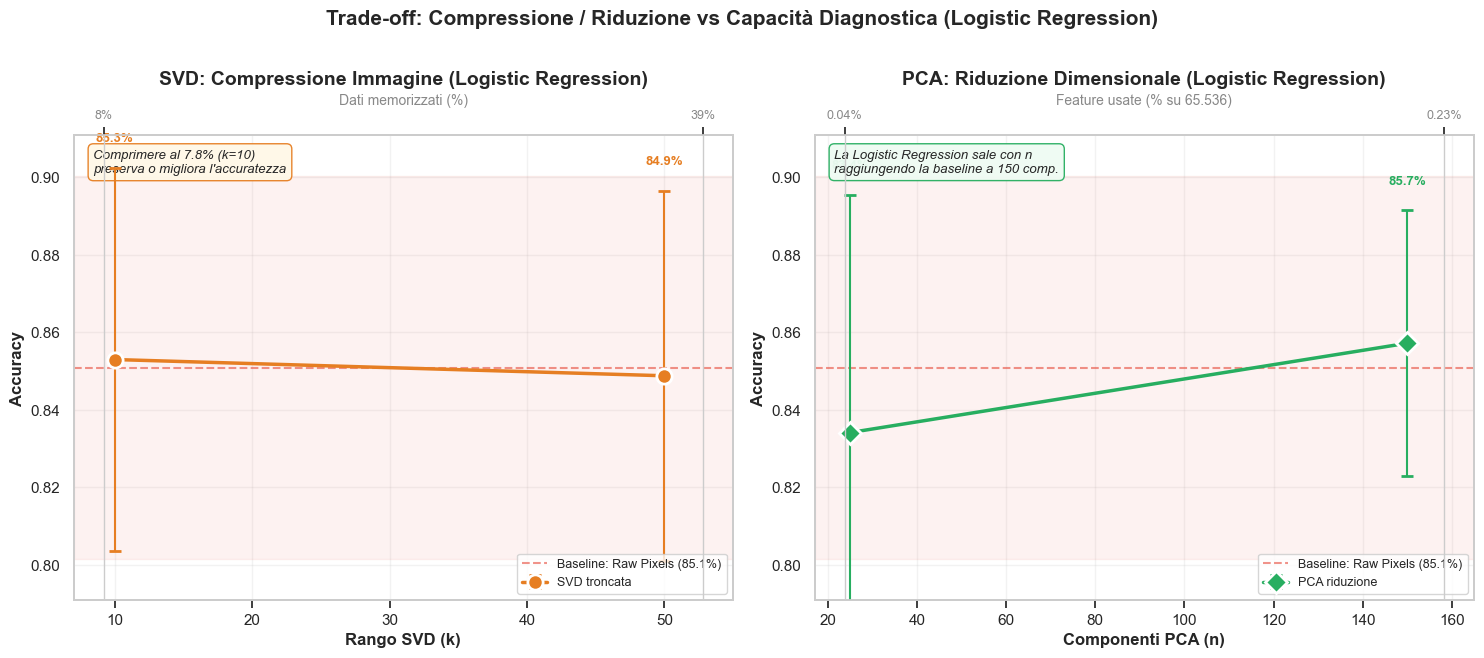 Trade-off: Compressione / Riduzione vs Capacità Diagnostica (Logistic Regression)
SVD: Compressione Immagine (Logistic Regression)
Dati memorizzati (%)
8%
39%
85.3%
Comprimere al 7.8% (k=10)
preserva o migliora l'accuratezza
84.9%
0.90
0.88
0.86
0.84
0.82
0.80
Accuracy
Baseline: Raw Pixels (85.1%)
SVD troncata
10
20
30
40
50
Rango SVD (k)
PCA: Riduzione Dimensionale (Logistic Regression)
Feature usate (% su 65.536)
0.04%
0.23%
La Logistic Regression sale con n
raggiungendo la baseline a 150 comp.
85.7%
0.90
0.88
0.86
0.84
0.82
0.80
Accuracy
Baseline: Raw Pixels (85.1%)
PCA riduzione
20
40
60
80
100
120
140
160
Componenti PCA (n)